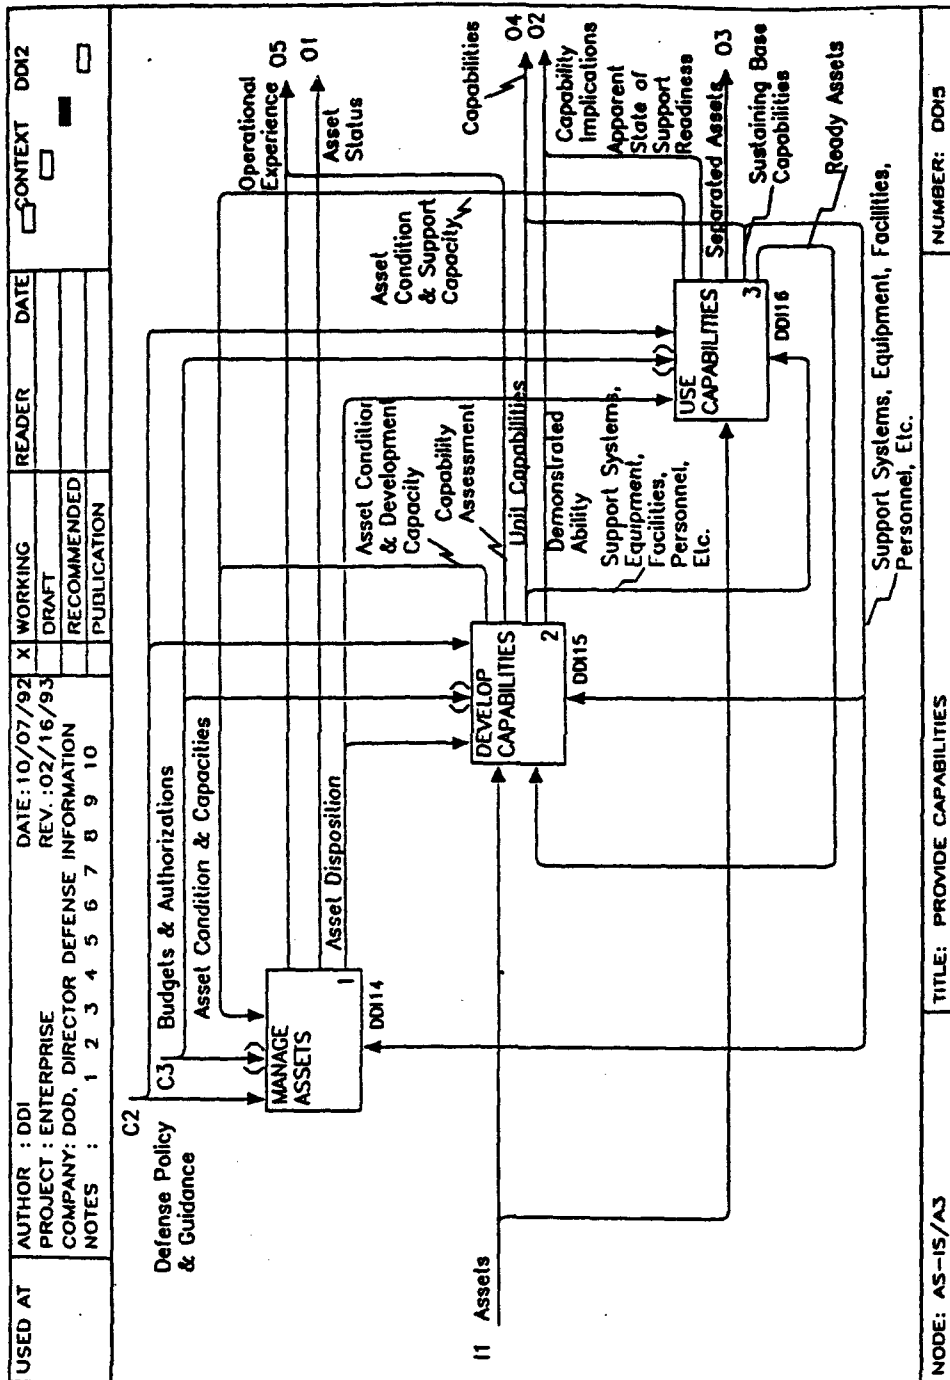 USED AT
AUTHOR : DDI
PROJECT : ENTERPRISE
COMPANY: DOD, DIRECTOR DEFENSE INFORMATION
NOTES : 1 2 3 4 5 6 7 8 9 10
DATE: 10/07/92
REV.: 02/16/93
X WORKING
DRAFT
RECOMMENDED
PUBLICATION
READER DATE
CONTEXT DDI2
C2
Defense Policy
& Guidance
C3
Budgets & Authorizations
Asset Condition & Capacities
Operational
Experience
O5
Asset
Status
O1
MANAGE
ASSETS
1
DDI14
Asset Disposition
Asset Condition
& Development
Capacity
Capability
Assessment
Asset
Condition
& Support
Capacity
Capabilities
O4
O2
Unit Capabilities
Demonstrated
Ability
Capability
Implications
Apparent
State of
Support
Readiness
I1 Assets
DEVELOP
CAPABILITIES
2
DDI15
Support Systems,
Equipment,
Facilities,
Personnel,
Etc.
USE
CAPABILITIES
3
DDI16
Separated Assets
O3
Sustaining Base
Capabilities
Ready Assets
Support Systems, Equipment, Facilities,
Personnel, Etc.
NODE: AS-IS/A3
TITLE: PROVIDE CAPABILITIES
NUMBER: DDI5